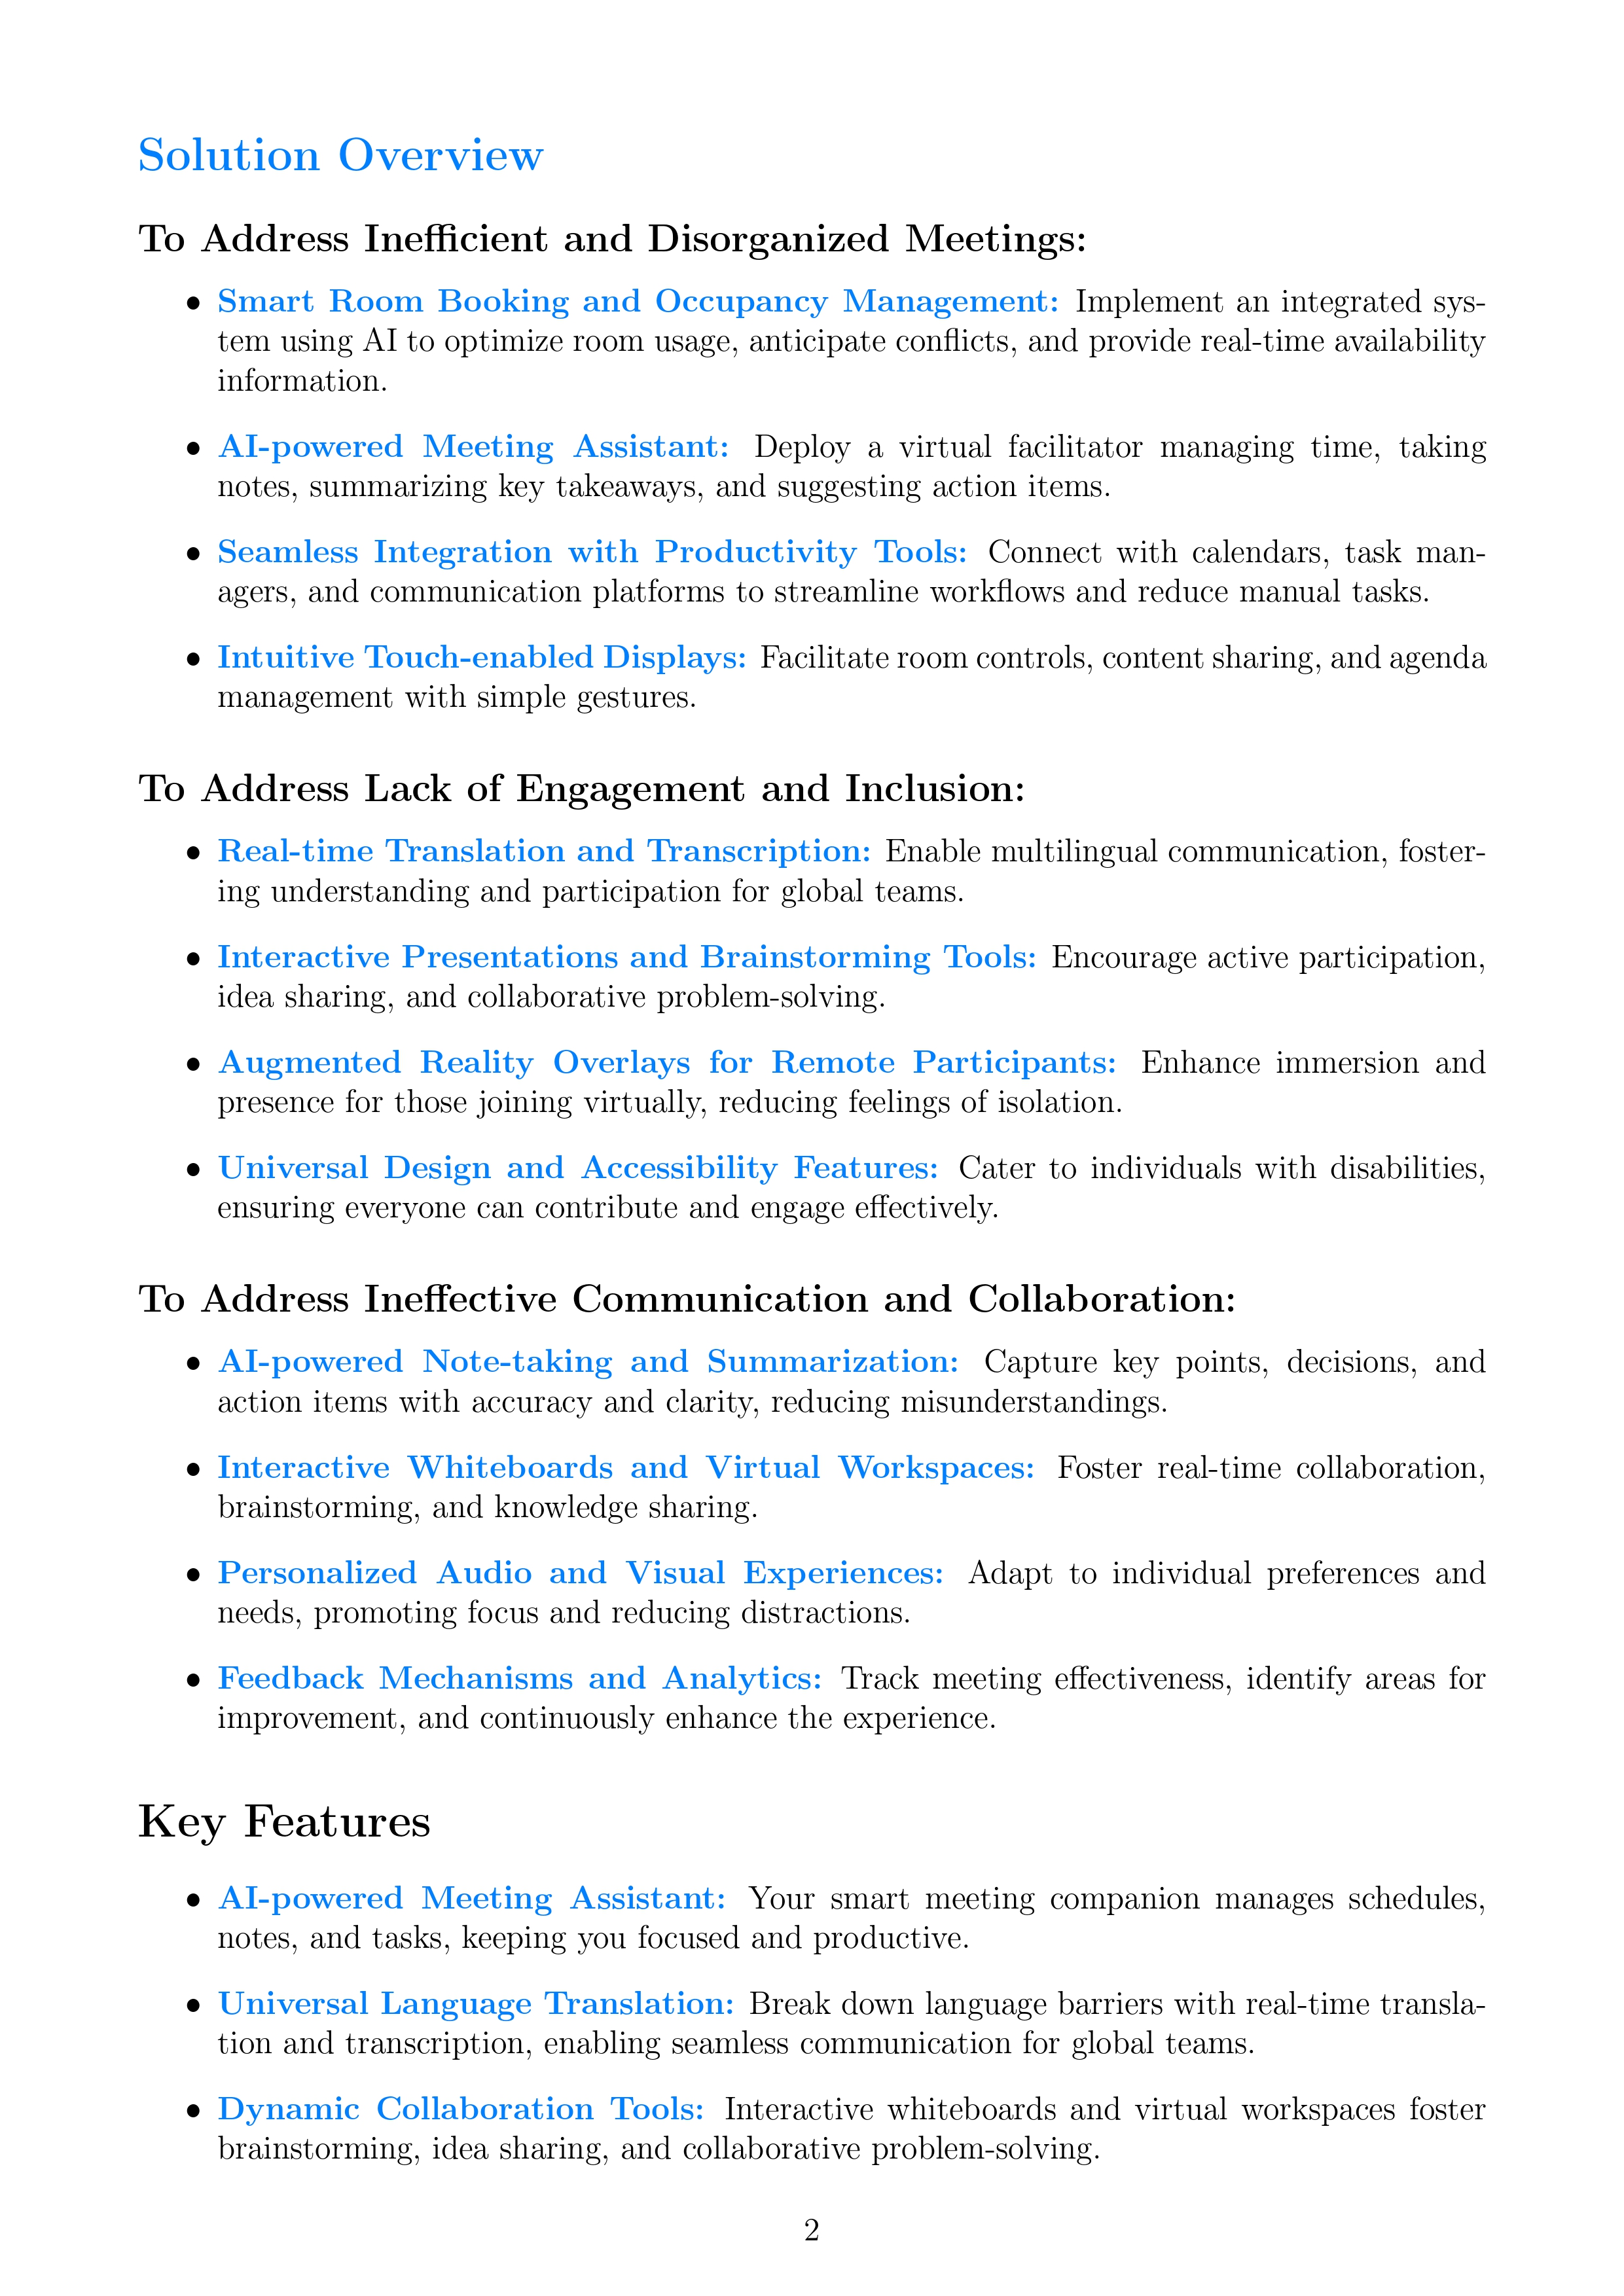 Solution Overview
To Address Inefficient and Disorganized Meetings:
• Smart Room Booking and Occupancy Management: Implement an integrated sys-
tem using AI to optimize room usage, anticipate conflicts, and provide real-time availability
information.
• AI-powered Meeting Assistant: Deploy a virtual facilitator managing time, taking
notes, summarizing key takeaways, and suggesting action items.
• Seamless Integration with Productivity Tools: Connect with calendars, task man-
agers, and communication platforms to streamline workflows and reduce manual tasks.
• Intuitive Touch-enabled Displays: Facilitate room controls, content sharing, and agenda
management with simple gestures.
To Address Lack of Engagement and Inclusion:
• Real-time Translation and Transcription: Enable multilingual communication, foster-
ing understanding and participation for global teams.
• Interactive Presentations and Brainstorming Tools: Encourage active participation,
idea sharing, and collaborative problem-solving.
• Augmented Reality Overlays for Remote Participants: Enhance immersion and
presence for those joining virtually, reducing feelings of isolation.
• Universal Design and Accessibility Features: Cater to individuals with disabilities,
ensuring everyone can contribute and engage effectively.
To Address Ineffective Communication and Collaboration:
• AI-powered Note-taking and Summarization: Capture key points, decisions, and
action items with accuracy and clarity, reducing misunderstandings.
• Interactive Whiteboards and Virtual Workspaces: Foster real-time collaboration,
brainstorming, and knowledge sharing.
• Personalized Audio and Visual Experiences: Adapt to individual preferences and
needs, promoting focus and reducing distractions.
• Feedback Mechanisms and Analytics: Track meeting effectiveness, identify areas for
improvement, and continuously enhance the experience.
Key Features
• AI-powered Meeting Assistant: Your smart meeting companion manages schedules,
notes, and tasks, keeping you focused and productive.
• Universal Language Translation: Break down language barriers with real-time transla-
tion and transcription, enabling seamless communication for global teams.
• Dynamic Collaboration Tools: Interactive whiteboards and virtual workspaces foster
brainstorming, idea sharing, and collaborative problem-solving.
2